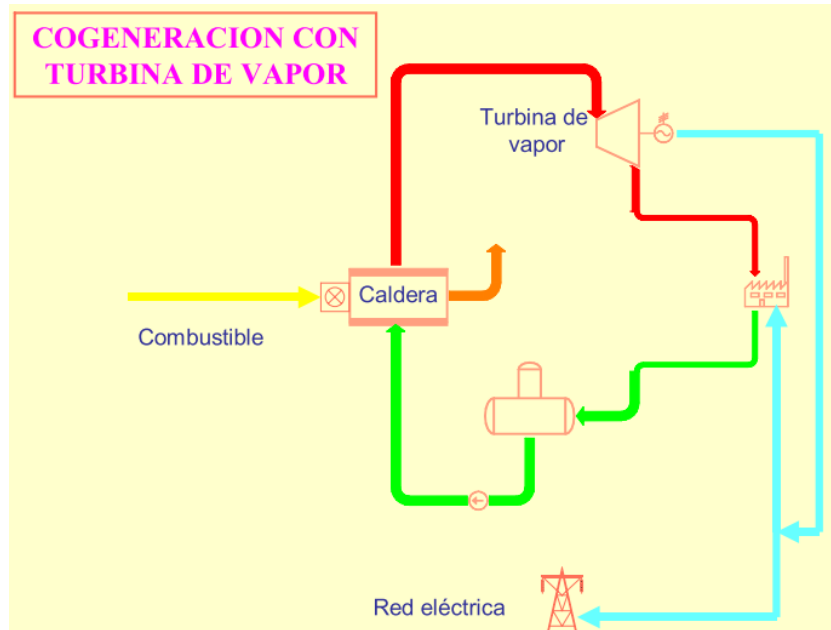 COGENERACION CON
TURBINA DE VAPOR
Turbina de
vapor
Caldera
Combustible
Red eléctrica